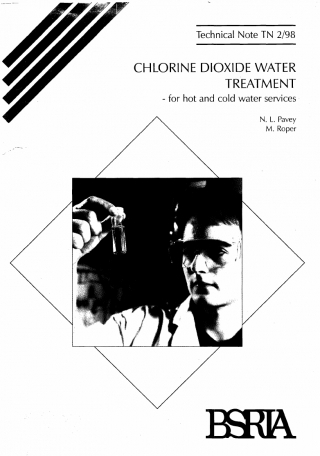 Technical Note TN 2/98
CHLORINE DIOXIDE WATER
TREATMENT
- for hot and cold water services
N. L. Pavey
M. Roper
BSRIA